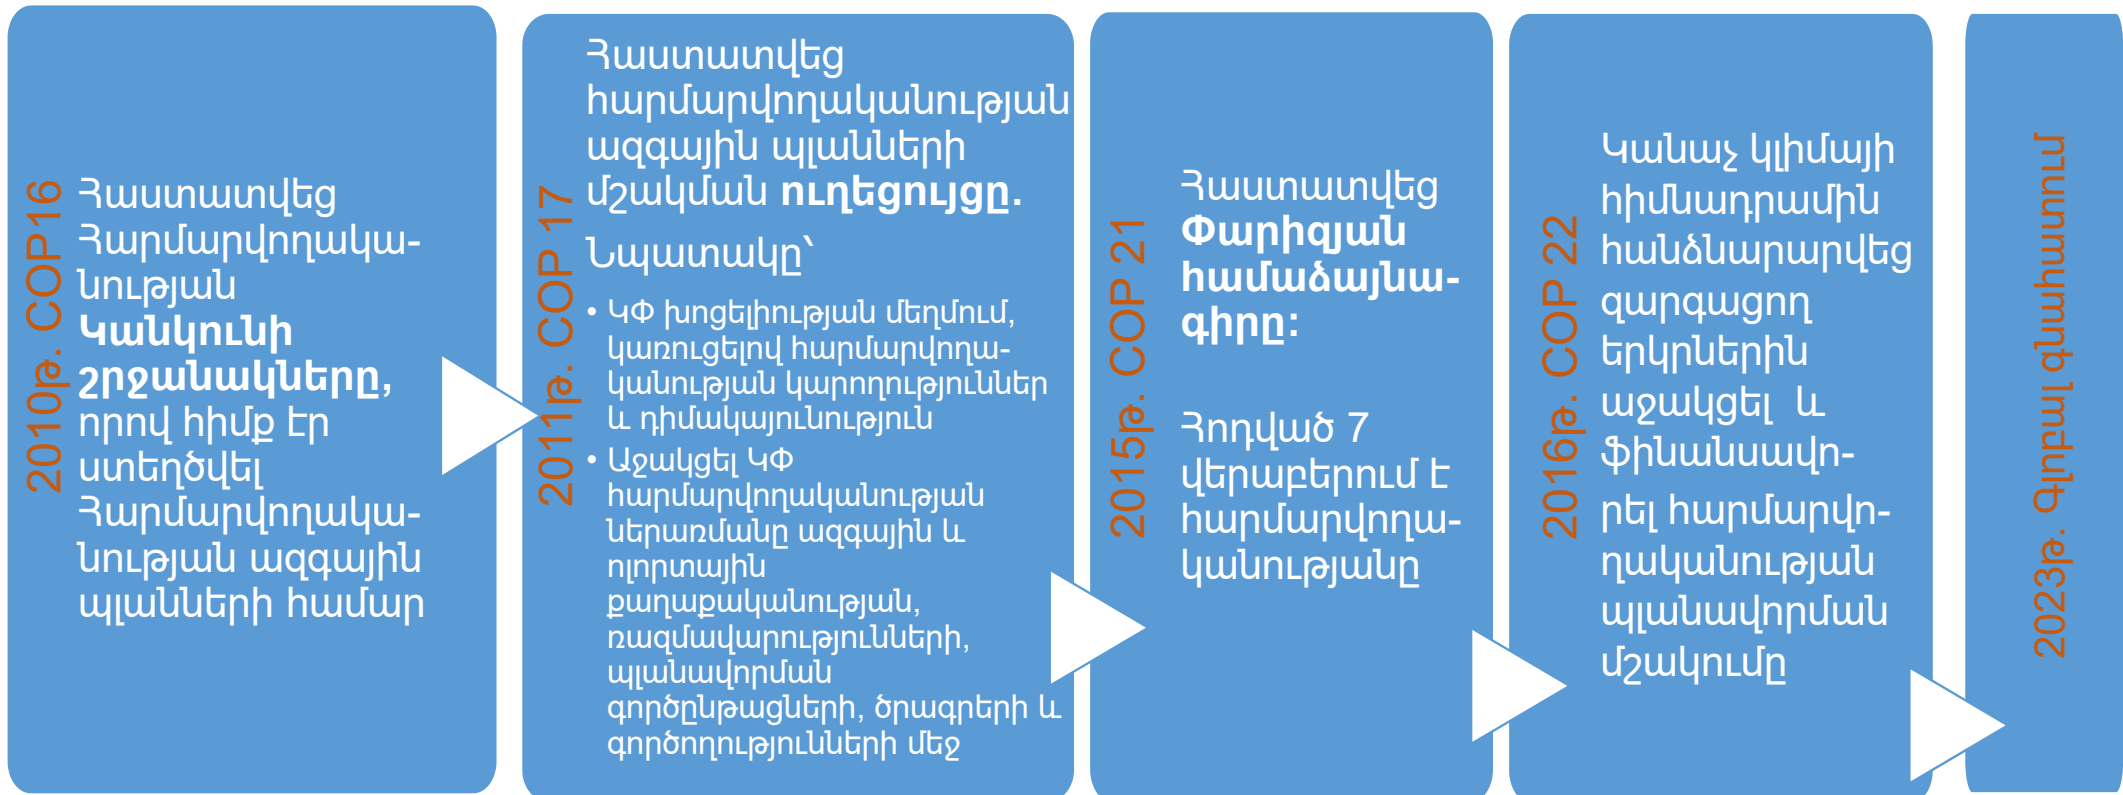 2010թ. COP16
Հաստատվեց
Հարմարվողակա-
նության
Կանկունի
շրջանակները,
որով հիմք էր
ստեղծվել
Հարմարվողակա-
նության ազգային
պլանների համար
2011թ. COP 17
Հաստատվեց
հարմարվողականության
ազգային պլանների
մշակման ուղեցույցը.
Նպատակը՝
• ԿՓ խոցելիության մեղմում,
կառուցելով հարմարվողա-
կանության կարողություններ
և դիմակայունություն
• Աջակցել ԿՓ
հարմարվողականության
ներառմանը ազգային և
ոլորտային
քաղաքականության,
ռազմավարությունների,
պլանավորման
գործընթացների, ծրագրերի և
գործողությունների մեջ
2015թ. COP 21
Հաստատվեց
Փարիզյան
համաձայնա-
գիրը:
Հոդված 7
վերաբերում է
հարմարվողա-
կանությանը
2016թ. COP 22
Կանաչ կլիմայի
հիմնադրամին
հանձնարարվեց
զարգացող
երկրներին
աջակցել և
ֆինանսավո-
րել հարմարվո-
ղականության
պլանավորման
մշակումը
2023թ. Գլոբալ գնահատում